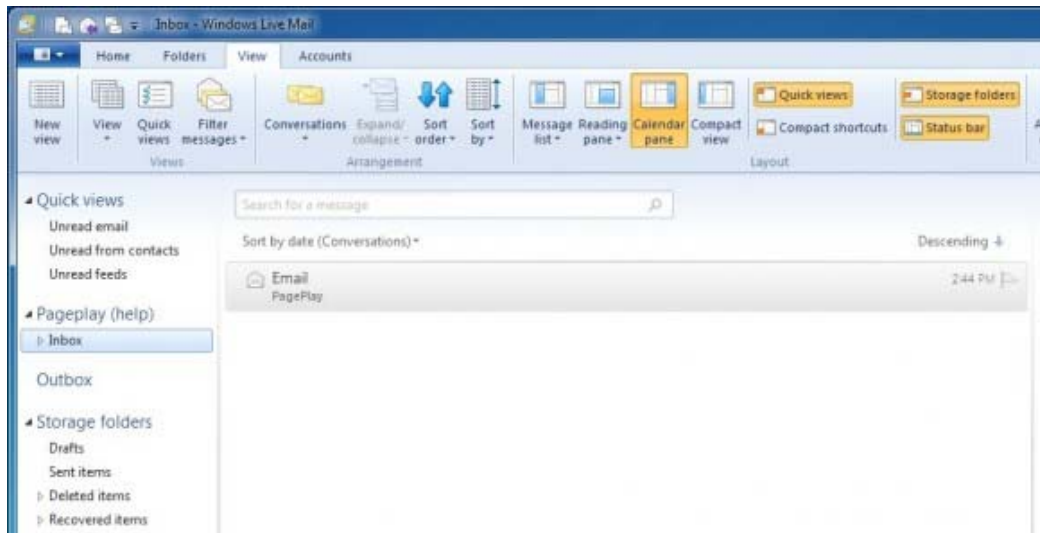 Inbox - Windows Live Mail
Home Folders View Accounts
New view
View
Quick views
Filter messages
Conversations
Expand/ collapse
Sort order
Sort by
Message list
Reading pane
Calendar pane
Compact view
Quick views
Compact shortcuts
Storage folders
Status bar
Views
Arrangement
Layout
Quick views
Unread email
Unread from contacts
Unread feeds
Pageplay (help)
Inbox
Outbox
Storage folders
Drafts
Sent items
Deleted items
Recovered items
Search for a message
Sort by date (Conversations)
Descending
Email
2:44 PM
PagePlay